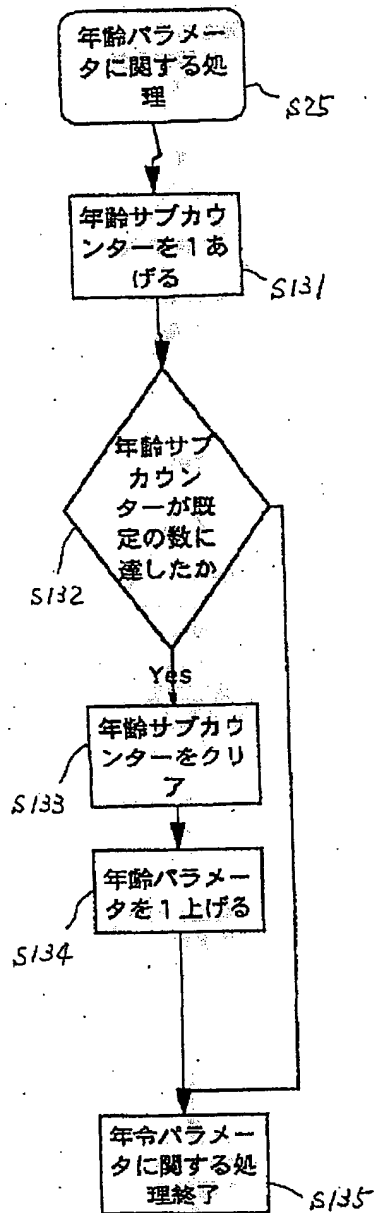 年齢パラメー
タに関する処
理
S25
年齢サブカウ
ンターを1あ
げる
S131
年齢サブ
カウン
ターが既
定の数に
達したか
S132
Yes
年齢サブカウ
ンターをクリ
ア
S133
年齢パラメー
タを1上げる
S134
年令パラメー
タに関する処
理終了
S135